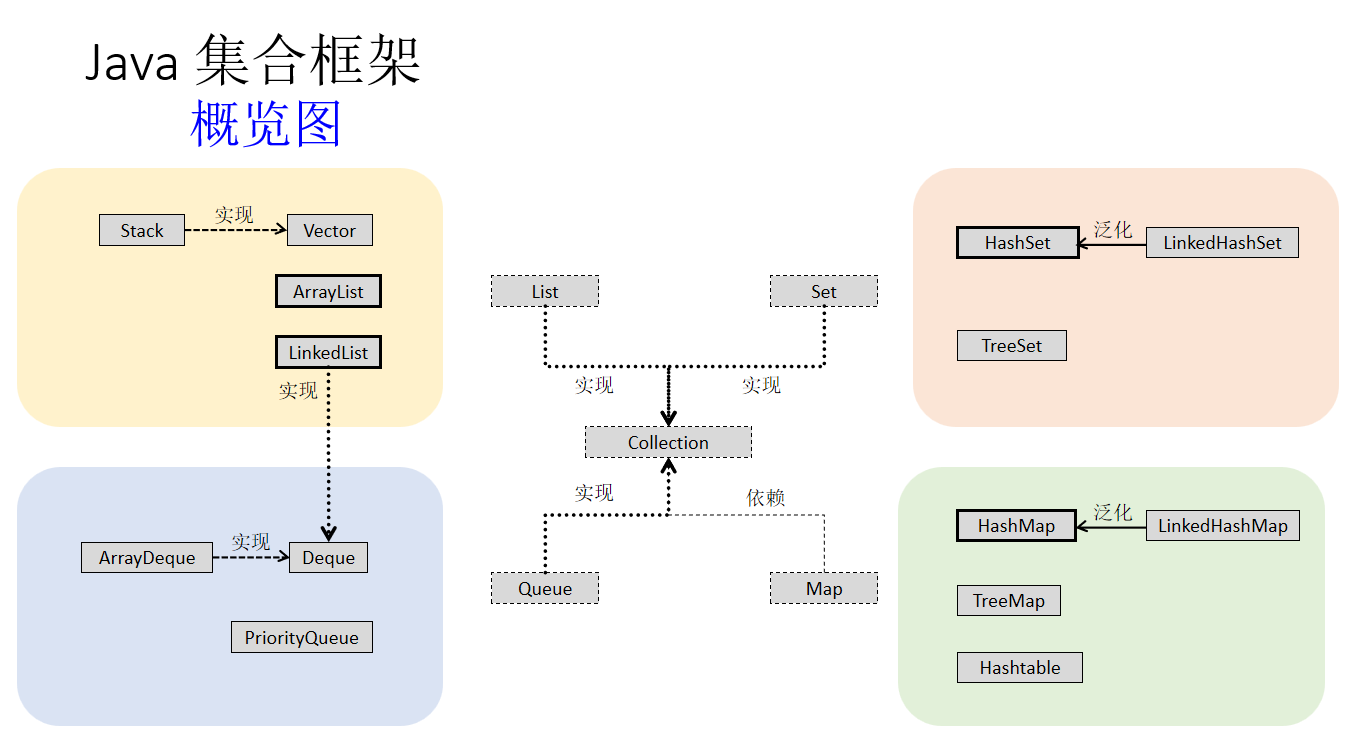 Java 集合框架
概览图
Stack
实现
Vector
ArrayList
LinkedList
实现
List
Set
实现
实现
Collection
实现
依赖
Queue
Map
HashSet
泛化
LinkedHashSet
TreeSet
ArrayDeque
实现
Deque
PriorityQueue
HashMap
泛化
LinkedHashMap
TreeMap
Hashtable